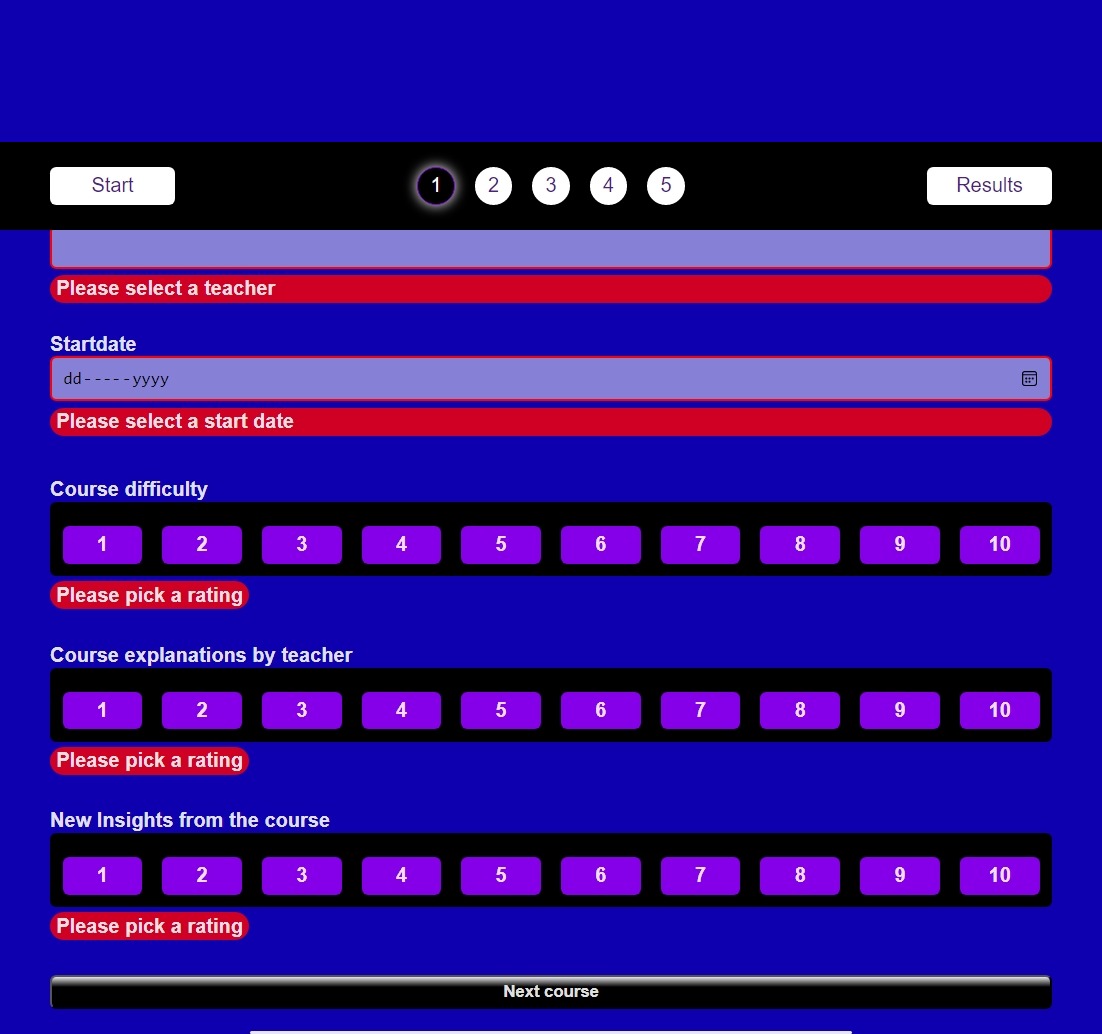 Start 1 2 3 4 5 Results
Please select a teacher
Startdate
dd-----yyyy
Please select a start date
Course difficulty
1 2 3 4 5 6 7 8 9 10
Please pick a rating
Course explanations by teacher
1 2 3 4 5 6 7 8 9 10
Please pick a rating
New Insights from the course
1 2 3 4 5 6 7 8 9 10
Please pick a rating
Next course